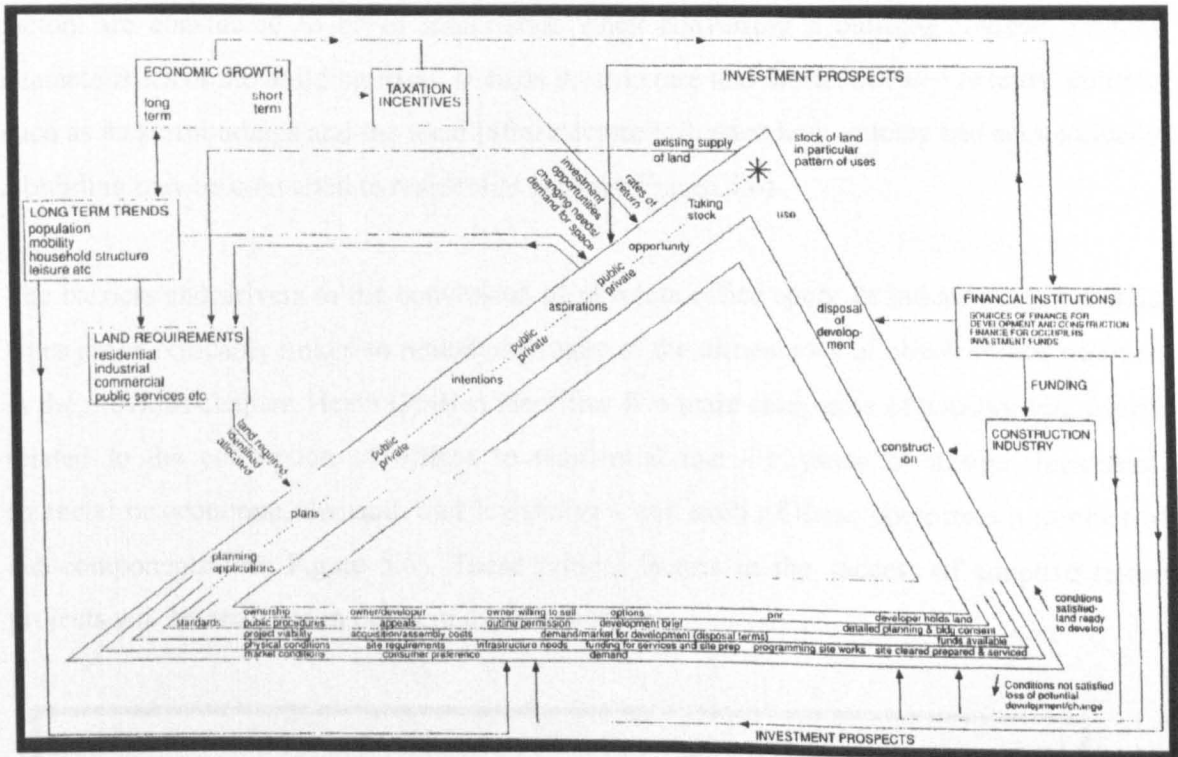 ECONOMIC GROWTH
long
term
short
term
TAXATION
INCENTIVES
INVESTMENT PROSPECTS
existing supply
of land
stock of land
in particular
pattern of uses
investment
opportunities
changing needs/
demand for space
rates of
return
Taking
stock
use
LONG TERM TRENDS
population
mobility
household structure
leisure etc
opportunity
public
private
aspirations
LAND REQUIREMENTS
residential
industrial
commercial
public services etc
public
private
intentions
disposal
of develop-
ment
FINANCIAL INSTITUTIONS
SOURCES OF FINANCE FOR
DEVELOPMENT AND CONSTRUCTION
FINANCE FOR OCCUPIERS
INVESTMENT FUNDS
FUNDING
CONSTRUCTION
INDUSTRY
construct-
ion
public
private
land
identified/
allocated
plans
planning
applications
standards
ownership owner/developer owner willing to sell options pnr developer holds land
public procedures appeals outline permission development brief detailed planning & bldg consent
project viability acquisition/assembly costs demand/market for development (disposal terms) funds available
physical conditions site requirements infrastructure needs funding for services and site prep programming site works site cleared prepared & serviced
market conditions consumer preference demand
conditions
satisfied-
land ready
to develop
Conditions not satisfied
loss of potential
development/change
INVESTMENT PROSPECTS